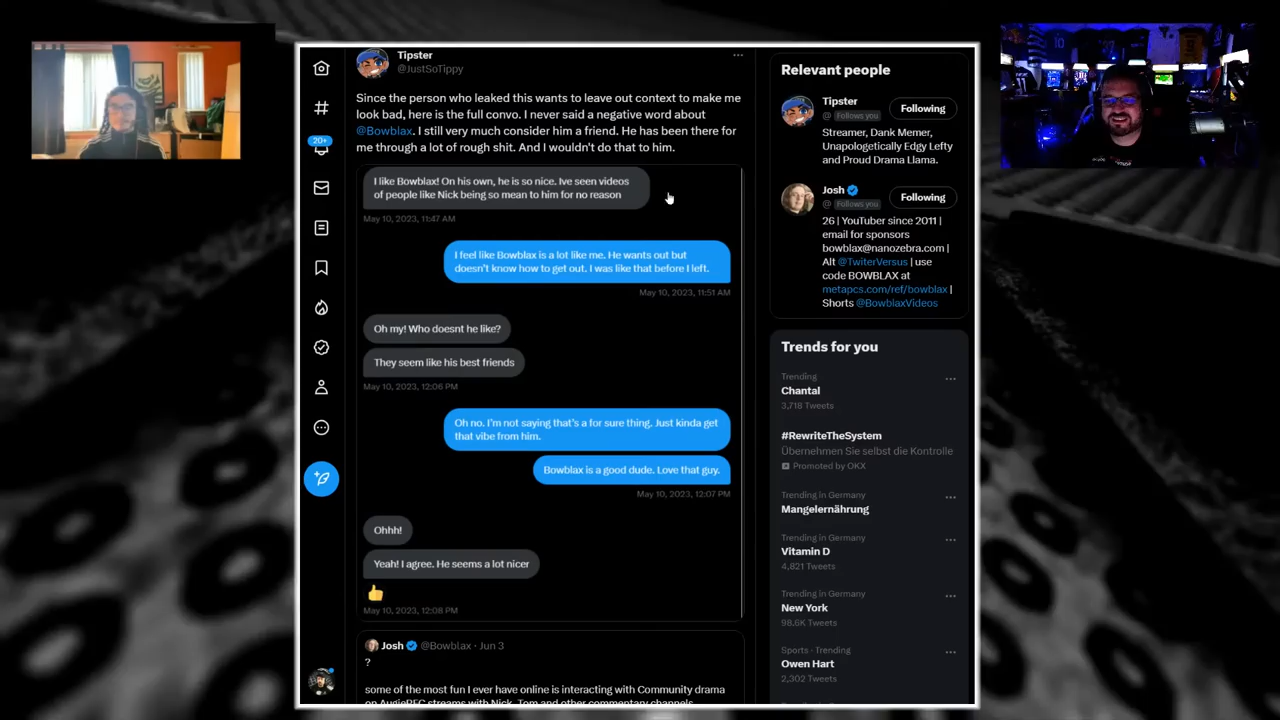 Tipster
@JustSoTippy
Since the person who leaked this wants to leave out context to make me
look bad, here is the full convo. I never said a negative word about
@Bowblax. I still very much consider him a friend. He has been there for
me through a lot of rough shit. And I wouldn't do that to him.
I like Bowblax! On his own, he is so nice. Ive seen videos
of people like Nick being so mean to him for no reason
May 10, 2023, 11:47 AM
I feel like Bowblax is a lot like me. He wants out but
doesn't know how to get out. I was like that before I left.
May 10, 2023, 11:51 AM
Oh my! Who doesnt he like?
They seem like his best friends
May 10, 2023, 12:06 PM
Oh no. I'm not saying that's a for sure thing. Just kinda get
that vibe from him.
Bowblax is a good dude. Love that guy.
May 10, 2023, 12:07 PM
Ohhh!
Yeah! I agree. He seems a lot nicer
👍
May 10, 2023, 12:08 PM
Josh @Bowblax · Jun 3
?
some of the most fun I ever have online is interacting with Community drama
on AugieRFC streams with Nick, Tom and other commentary channels
20+
Relevant people
Tipster
@ Follows you
Following
Streamer, Dank Memer,
Unapologetically Edgy Lefty
and Proud Drama Llama.
Josh
@ Follows you
Following
26 | YouTuber since 2011 |
email for sponsors
bowblax@nanozebra.com |
Alt @TwiterVersus | use
code BOWBLAX at
metapcs.com/ref/bowblax |
Shorts @BowblaxVideos
Trends for you
Trending
Chantal
3,718 Tweets
#RewriteTheSystem
Übernehmen Sie selbst die Kontrolle
Promoted by OKX
Trending in Germany
Mangelernährung
Trending in Germany
Vitamin D
4,821 Tweets
Trending in Germany
New York
98.6K Tweets
Sports · Trending
Owen Hart
2,302 Tweets